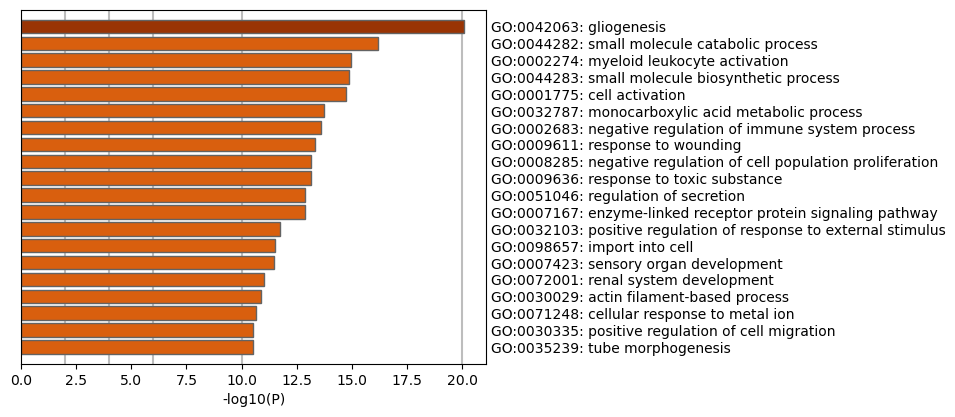 GO:0042063: gliogenesis
GO:0044282: small molecule catabolic process
GO:0002274: myeloid leukocyte activation
GO:0044283: small molecule biosynthetic process
GO:0001775: cell activation
GO:0032787: monocarboxylic acid metabolic process
GO:0002683: negative regulation of immune system process
GO:0009611: response to wounding
GO:0008285: negative regulation of cell population proliferation
GO:0009636: response to toxic substance
GO:0051046: regulation of secretion
GO:0007167: enzyme-linked receptor protein signaling pathway
GO:0032103: positive regulation of response to external stimulus
GO:0098657: import into cell
GO:0007423: sensory organ development
GO:0072001: renal system development
GO:0030029: actin filament-based process
GO:0071248: cellular response to metal ion
GO:0030335: positive regulation of cell migration
GO:0035239: tube morphogenesis
0.0 2.5 5.0 7.5 10.0 12.5 15.0 17.5 20.0
-log10(P)